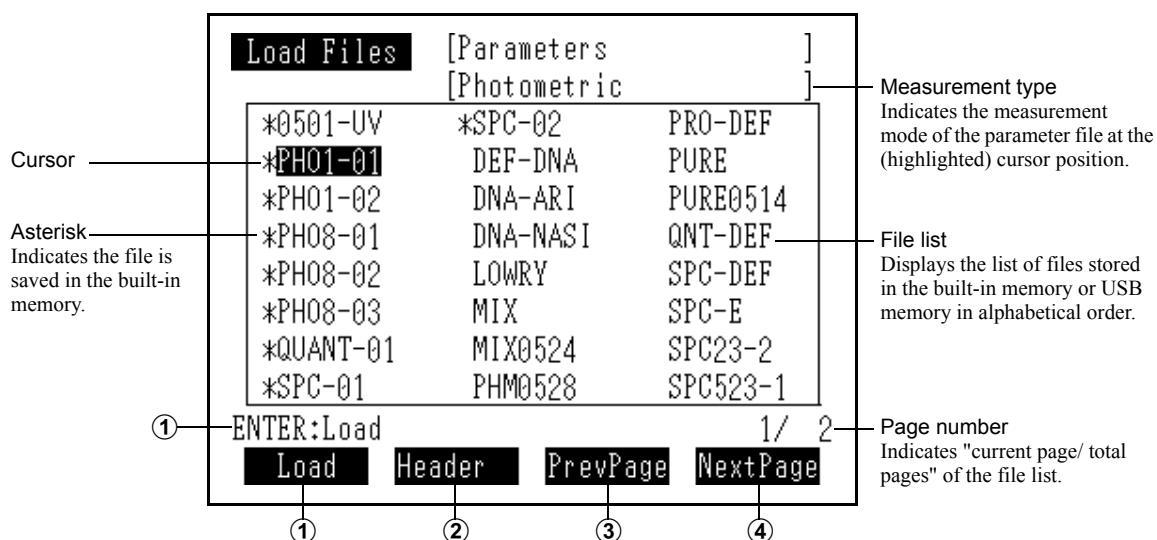 Load Files [Parameters ]
[Photometric ]
*0501-UV *SPC-02 PRO-DEF
*PHO1-01 DEF-DNA PURE
*PHO1-02 DNA-ARI PURE0514
*PHO8-01 DNA-NASI QNT-DEF
*PHO8-02 LOWRY SPC-DEF
*PHO8-03 MIX SPC-E
*QUANT-01 MIX0524 SPC23-2
*SPC-01 PHM0528 SPC523-1
ENTER:Load 1/ 2
Load Header PrevPage NextPage
① ② ③ ④
Cursor
Asterisk
Indicates the file is
saved in the built-in
memory.
①
Measurement type
Indicates the measurement
mode of the parameter file at the
(highlighted) cursor position.
File list
Displays the list of files stored
in the built-in memory or USB
memory in alphabetical order.
Page number
Indicates "current page/ total
pages" of the file list.